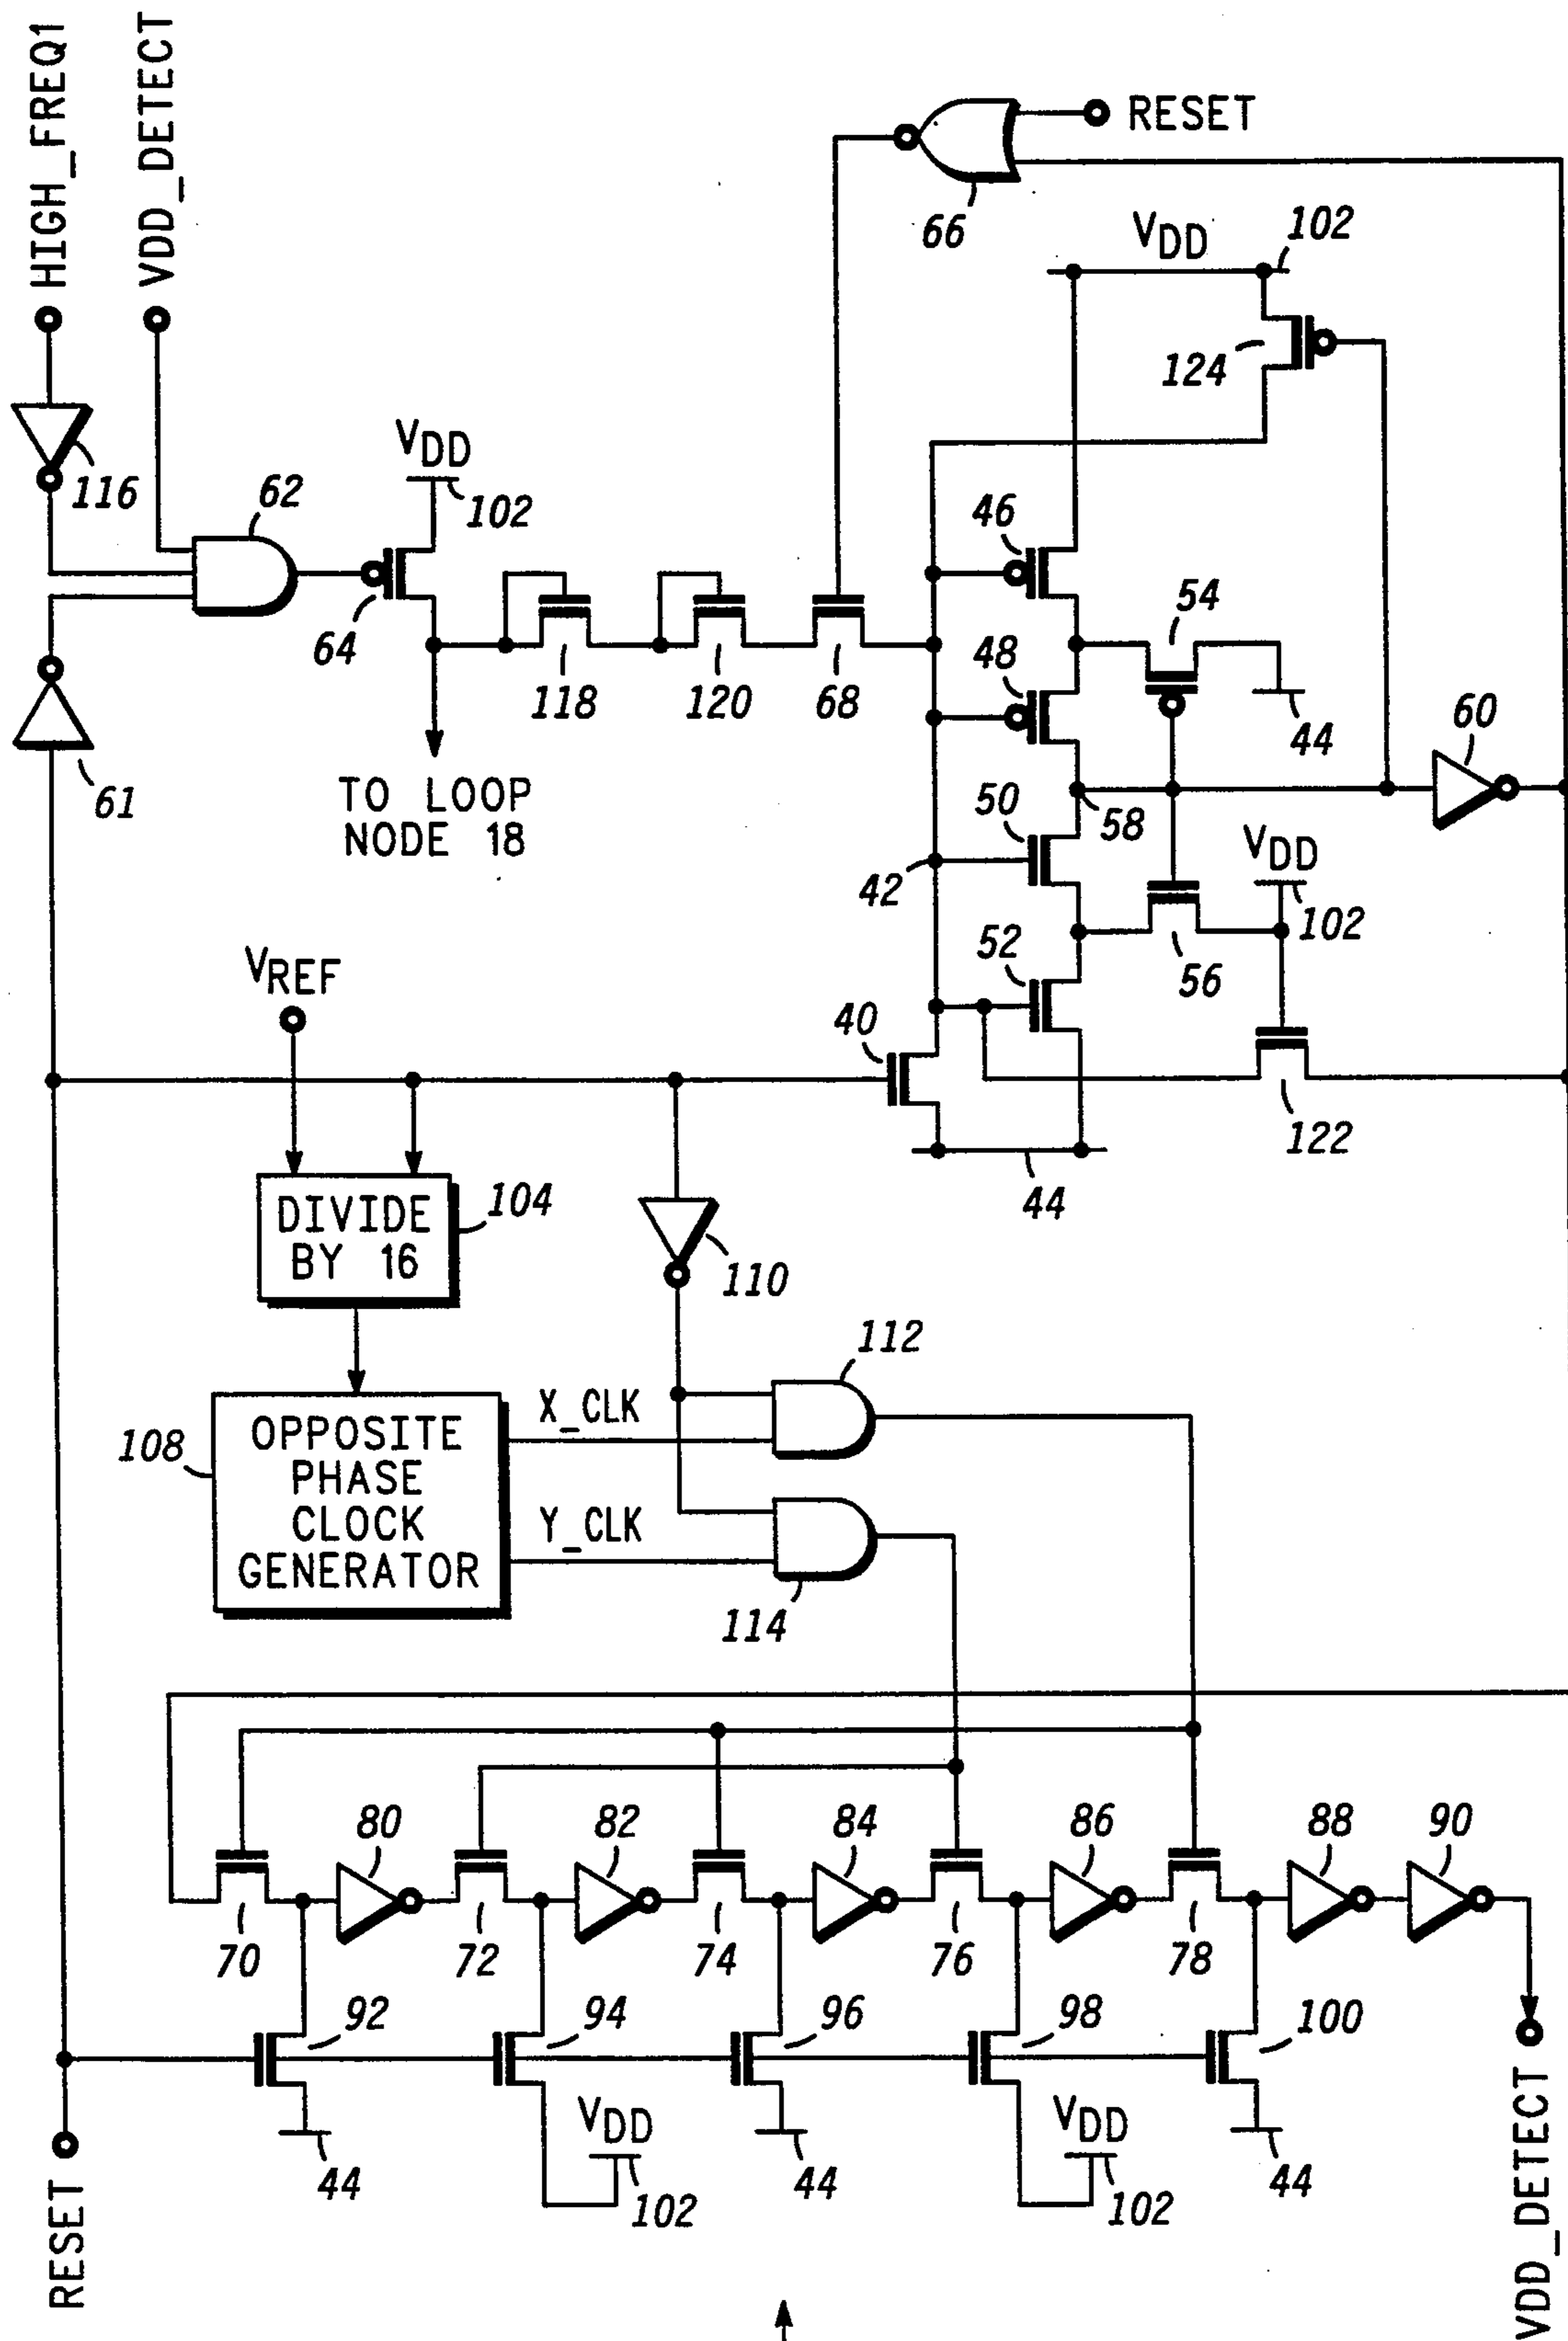 HIGH_FREQ1
VDD_DETECT
RESET
66
VDD
102
124
116
62
VDD
102
64
118
120
68
46
48
54
44
60
TO LOOP
NODE 18
61
50
58
42
VDD
102
52
56
VREF
40
122
44
DIVIDE
BY 16
104
110
112
X_CLK
108
OPPOSITE
PHASE
CLOCK
GENERATOR
Y_CLK
114
80
82
84
86
88
90
70
72
74
76
78
92
94
96
98
100
44
VDD
102
44
VDD
102
44
RESET
VDD_DETECT